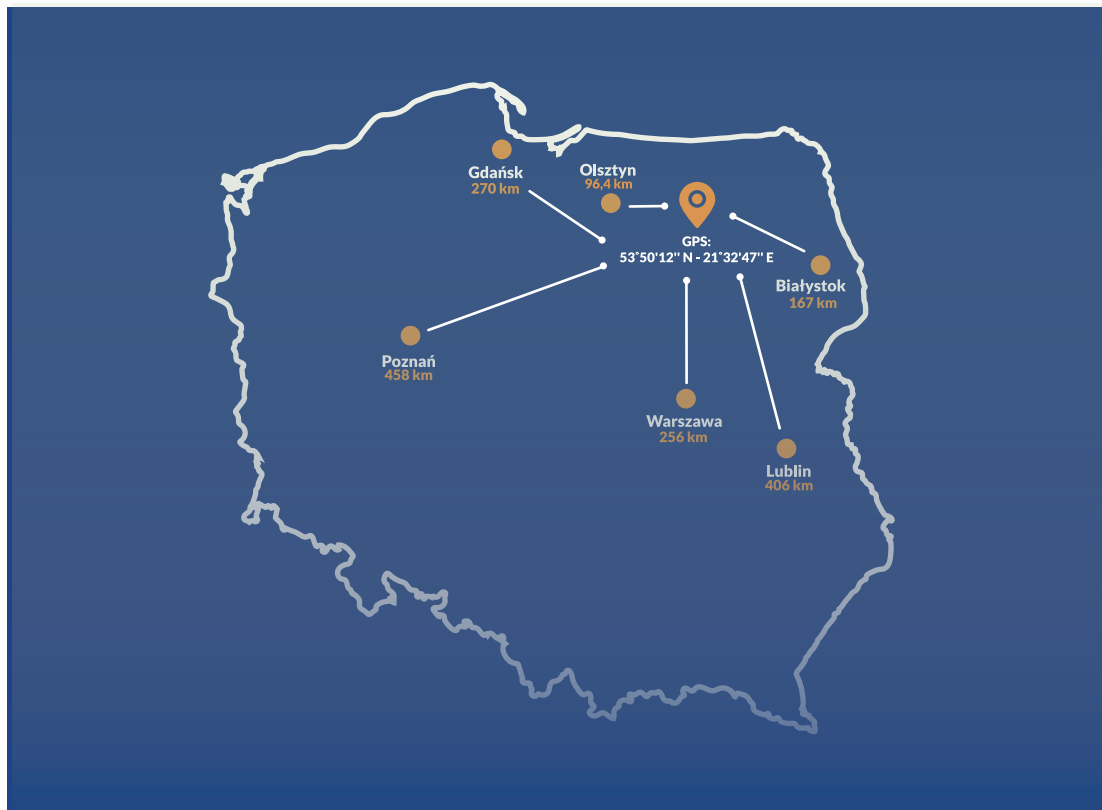 Gdańsk
270 km
Olsztyn
96,4 km
GPS:
53°50'12'' N - 21°32'47'' E
Białystok
167 km
Poznań
458 km
Warszawa
256 km
Lublin
406 km